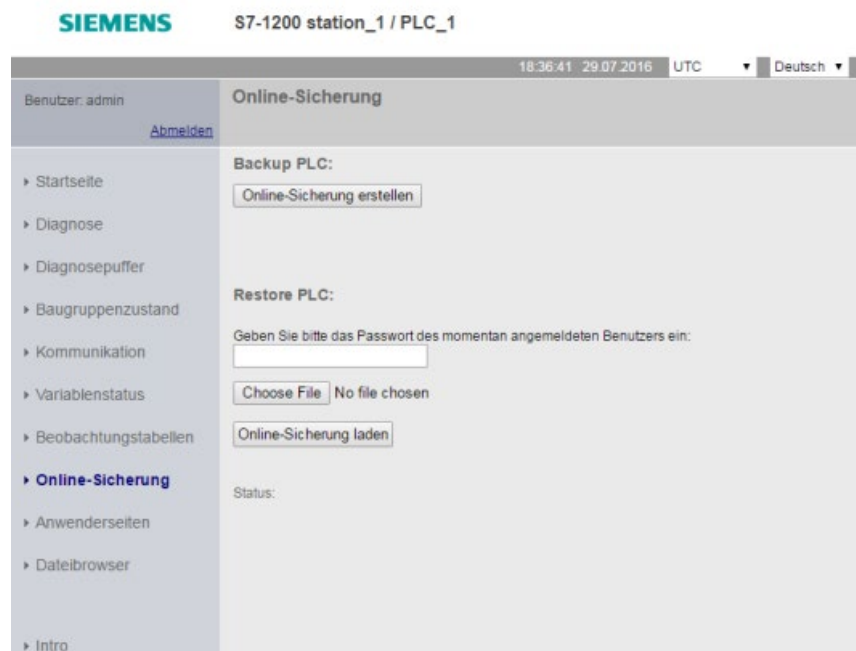 SIEMENS
S7-1200 station_1 / PLC_1
18:36:41 29.07.2016 UTC Deutsch
Benutzer: admin
Abmelden
Online-Sicherung
Startseite
Diagnose
Diagnosepuffer
Baugruppenzustand
Kommunikation
Variablenstatus
Beobachtungstabellen
Online-Sicherung
Anwenderseiten
Dateibrowser
Intro
Backup PLC:
Online-Sicherung erstellen
Restore PLC:
Geben Sie bitte das Passwort des momentan angemeldeten Benutzers ein:
Choose File No file chosen
Online-Sicherung laden
Status: